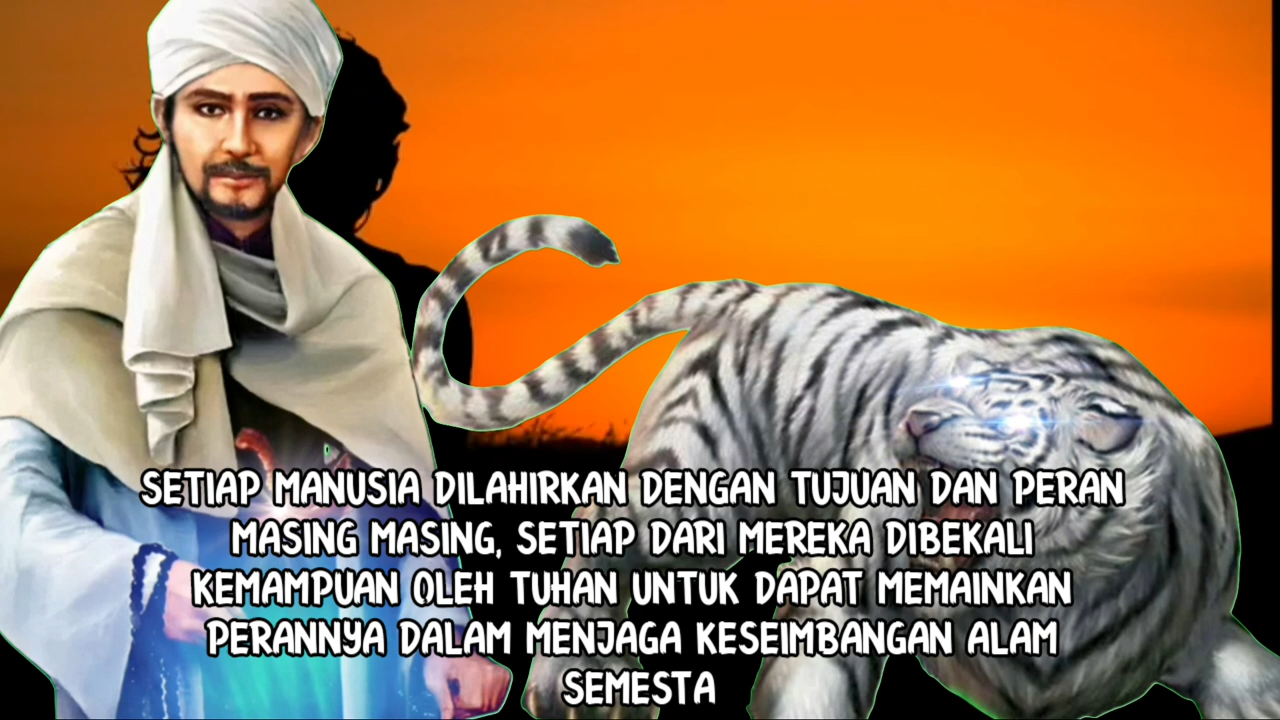 SETIAP MANUSIA DILAHIRKAN DENGAN TUJUAN DAN PERAN
MASING MASING, SETIAP DARI MEREKA DIBEKALI
KEMAMPUAN OLEH TUHAN UNTUK DAPAT MEMAINKAN
PERANNYA DALAM MENJAGA KESEIMBANGAN ALAM
SEMESTA